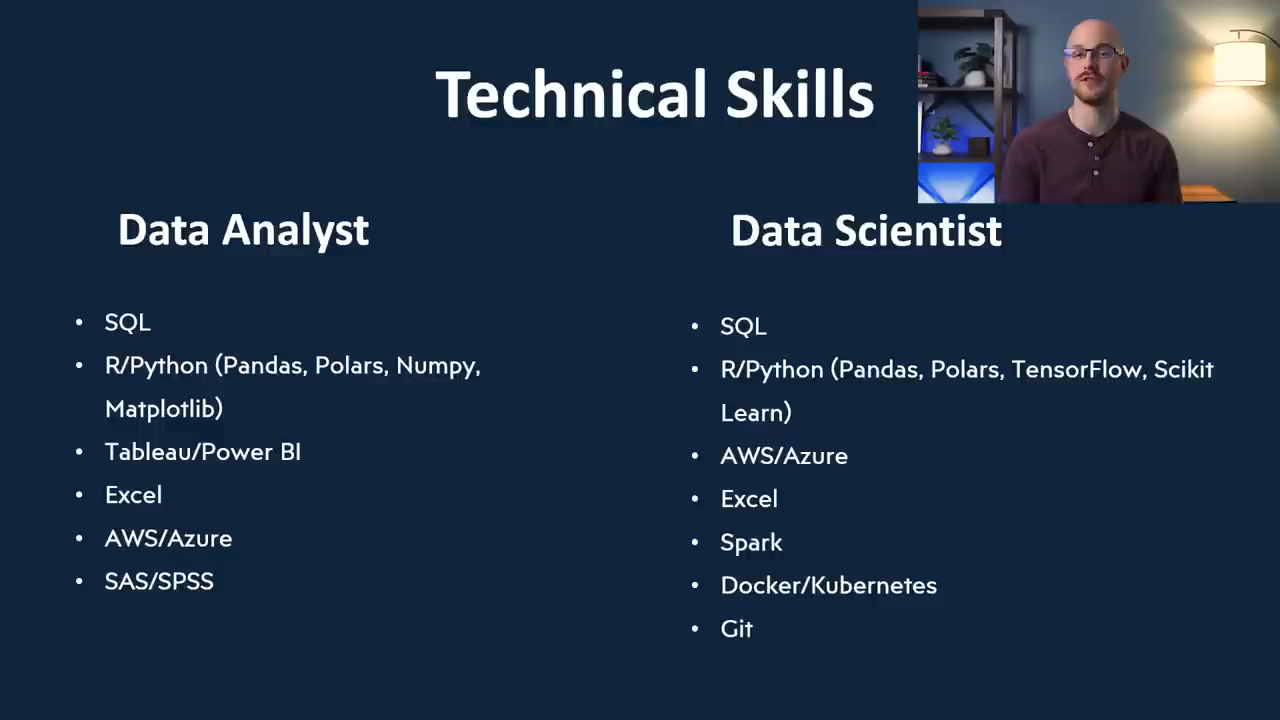 Technical Skills
Data Analyst
• SQL
• R/Python (Pandas, Polars, Numpy,
Matplotlib)
• Tableau/Power BI
• Excel
• AWS/Azure
• SAS/SPSS
Data Scientist
• SQL
• R/Python (Pandas, Polars, TensorFlow, Scikit
Learn)
• AWS/Azure
• Excel
• Spark
• Docker/Kubernetes
• Git